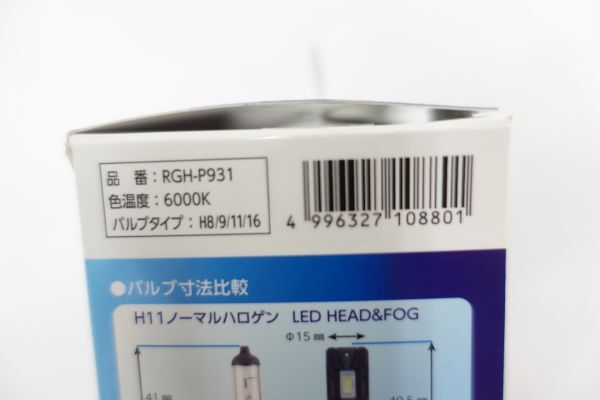 品 番 : RGH-P931
色温度 : 6000K
バルブタイプ : H8/9/11/16
4 996327 108801
●バルブ寸法比較
H11ノーマルハロゲン LED HEAD&FOG
Φ15㎜
41㎜